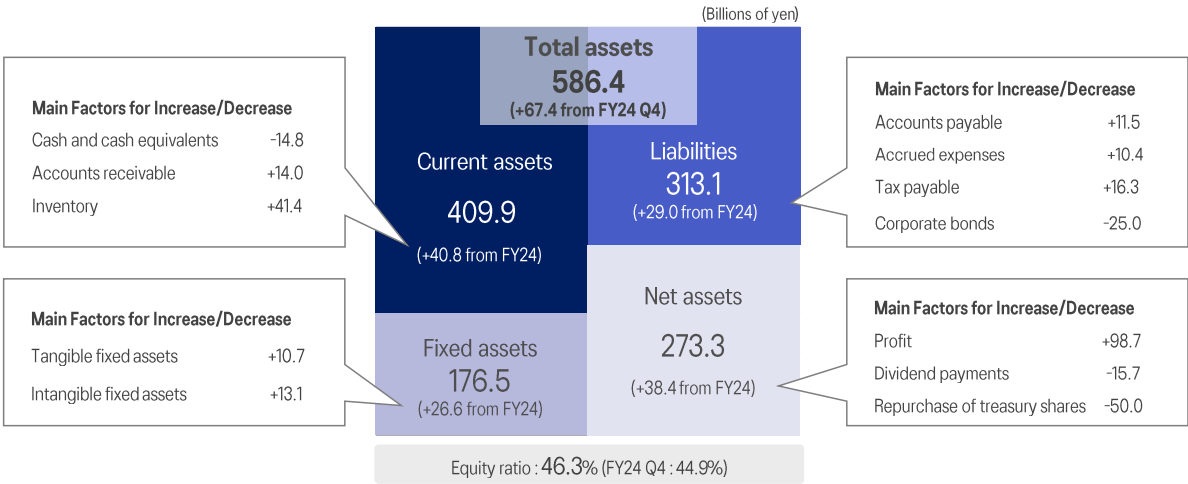 (Billions of yen)
Total assets
586.4
(+67.4 from FY24 Q4)
Main Factors for Increase/Decrease
Cash and cash equivalents -14.8
Accounts receivable +14.0
Inventory +41.4
Current assets
409.9
(+40.8 from FY24)
Liabilities
313.1
(+29.0 from FY24)
Main Factors for Increase/Decrease
Accounts payable +11.5
Accrued expenses +10.4
Tax payable +16.3
Corporate bonds -25.0
Main Factors for Increase/Decrease
Tangible fixed assets +10.7
Intangible fixed assets +13.1
Fixed assets
176.5
(+26.6 from FY24)
Net assets
273.3
(+38.4 from FY24)
Main Factors for Increase/Decrease
Profit +98.7
Dividend payments -15.7
Repurchase of treasury shares -50.0
Equity ratio : 46.3% (FY24 Q4 : 44.9%)